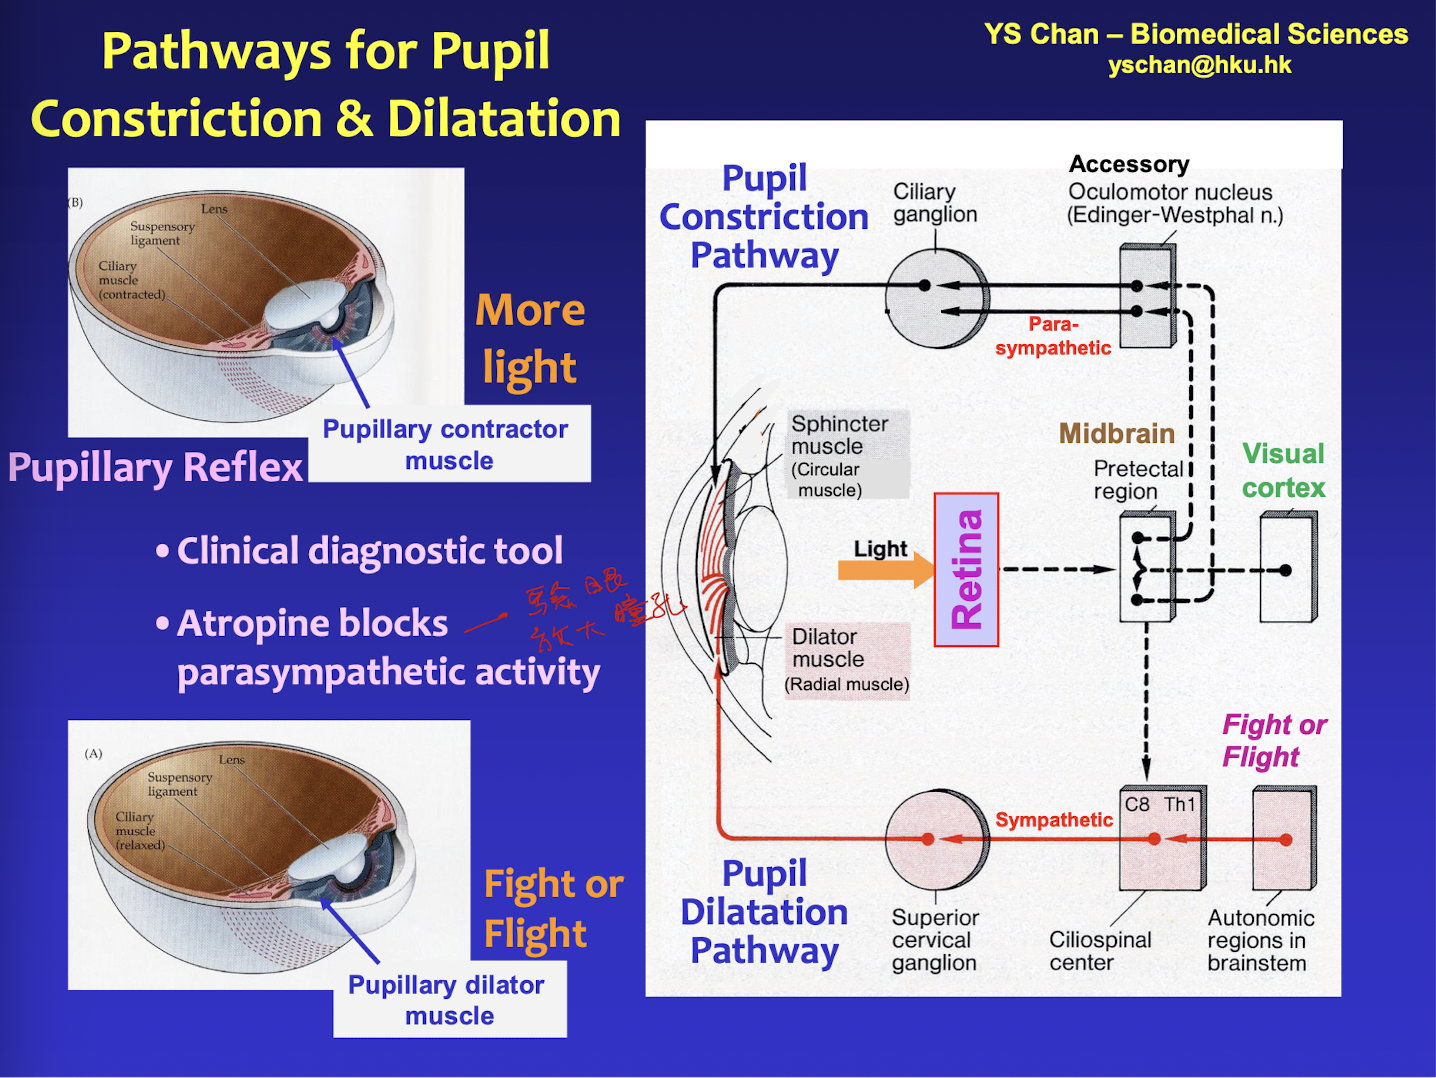 Pathways for Pupil
Constriction & Dilatation
YS Chan – Biomedical Sciences
yschan@hku.hk
(B)
Lens
Suspensory
ligament
Ciliary
muscle
(contracted)
More
light
Pupillary contractor
muscle
Pupillary Reflex
• Clinical diagnostic tool
• Atropine blocks
parasympathetic activity
眼
放大 瞳孔
(A)
Lens
Suspensory
ligament
Ciliary
muscle
(relaxed)
Fight or
Flight
Pupillary dilator
muscle
Pupil
Constriction
Pathway
Ciliary
ganglion
Accessory
Oculomotor nucleus
(Edinger-Westphal n.)
Para-
sympathetic
Sphincter
muscle
(Circular
muscle)
Midbrain
Pretectal
region
Visual
cortex
Light
Retina
Dilator
muscle
(Radial muscle)
Fight or
Flight
C8 Th1
Sympathetic
Pupil
Dilatation
Pathway
Superior
cervical
ganglion
Ciliospinal
center
Autonomic
regions in
brainstem